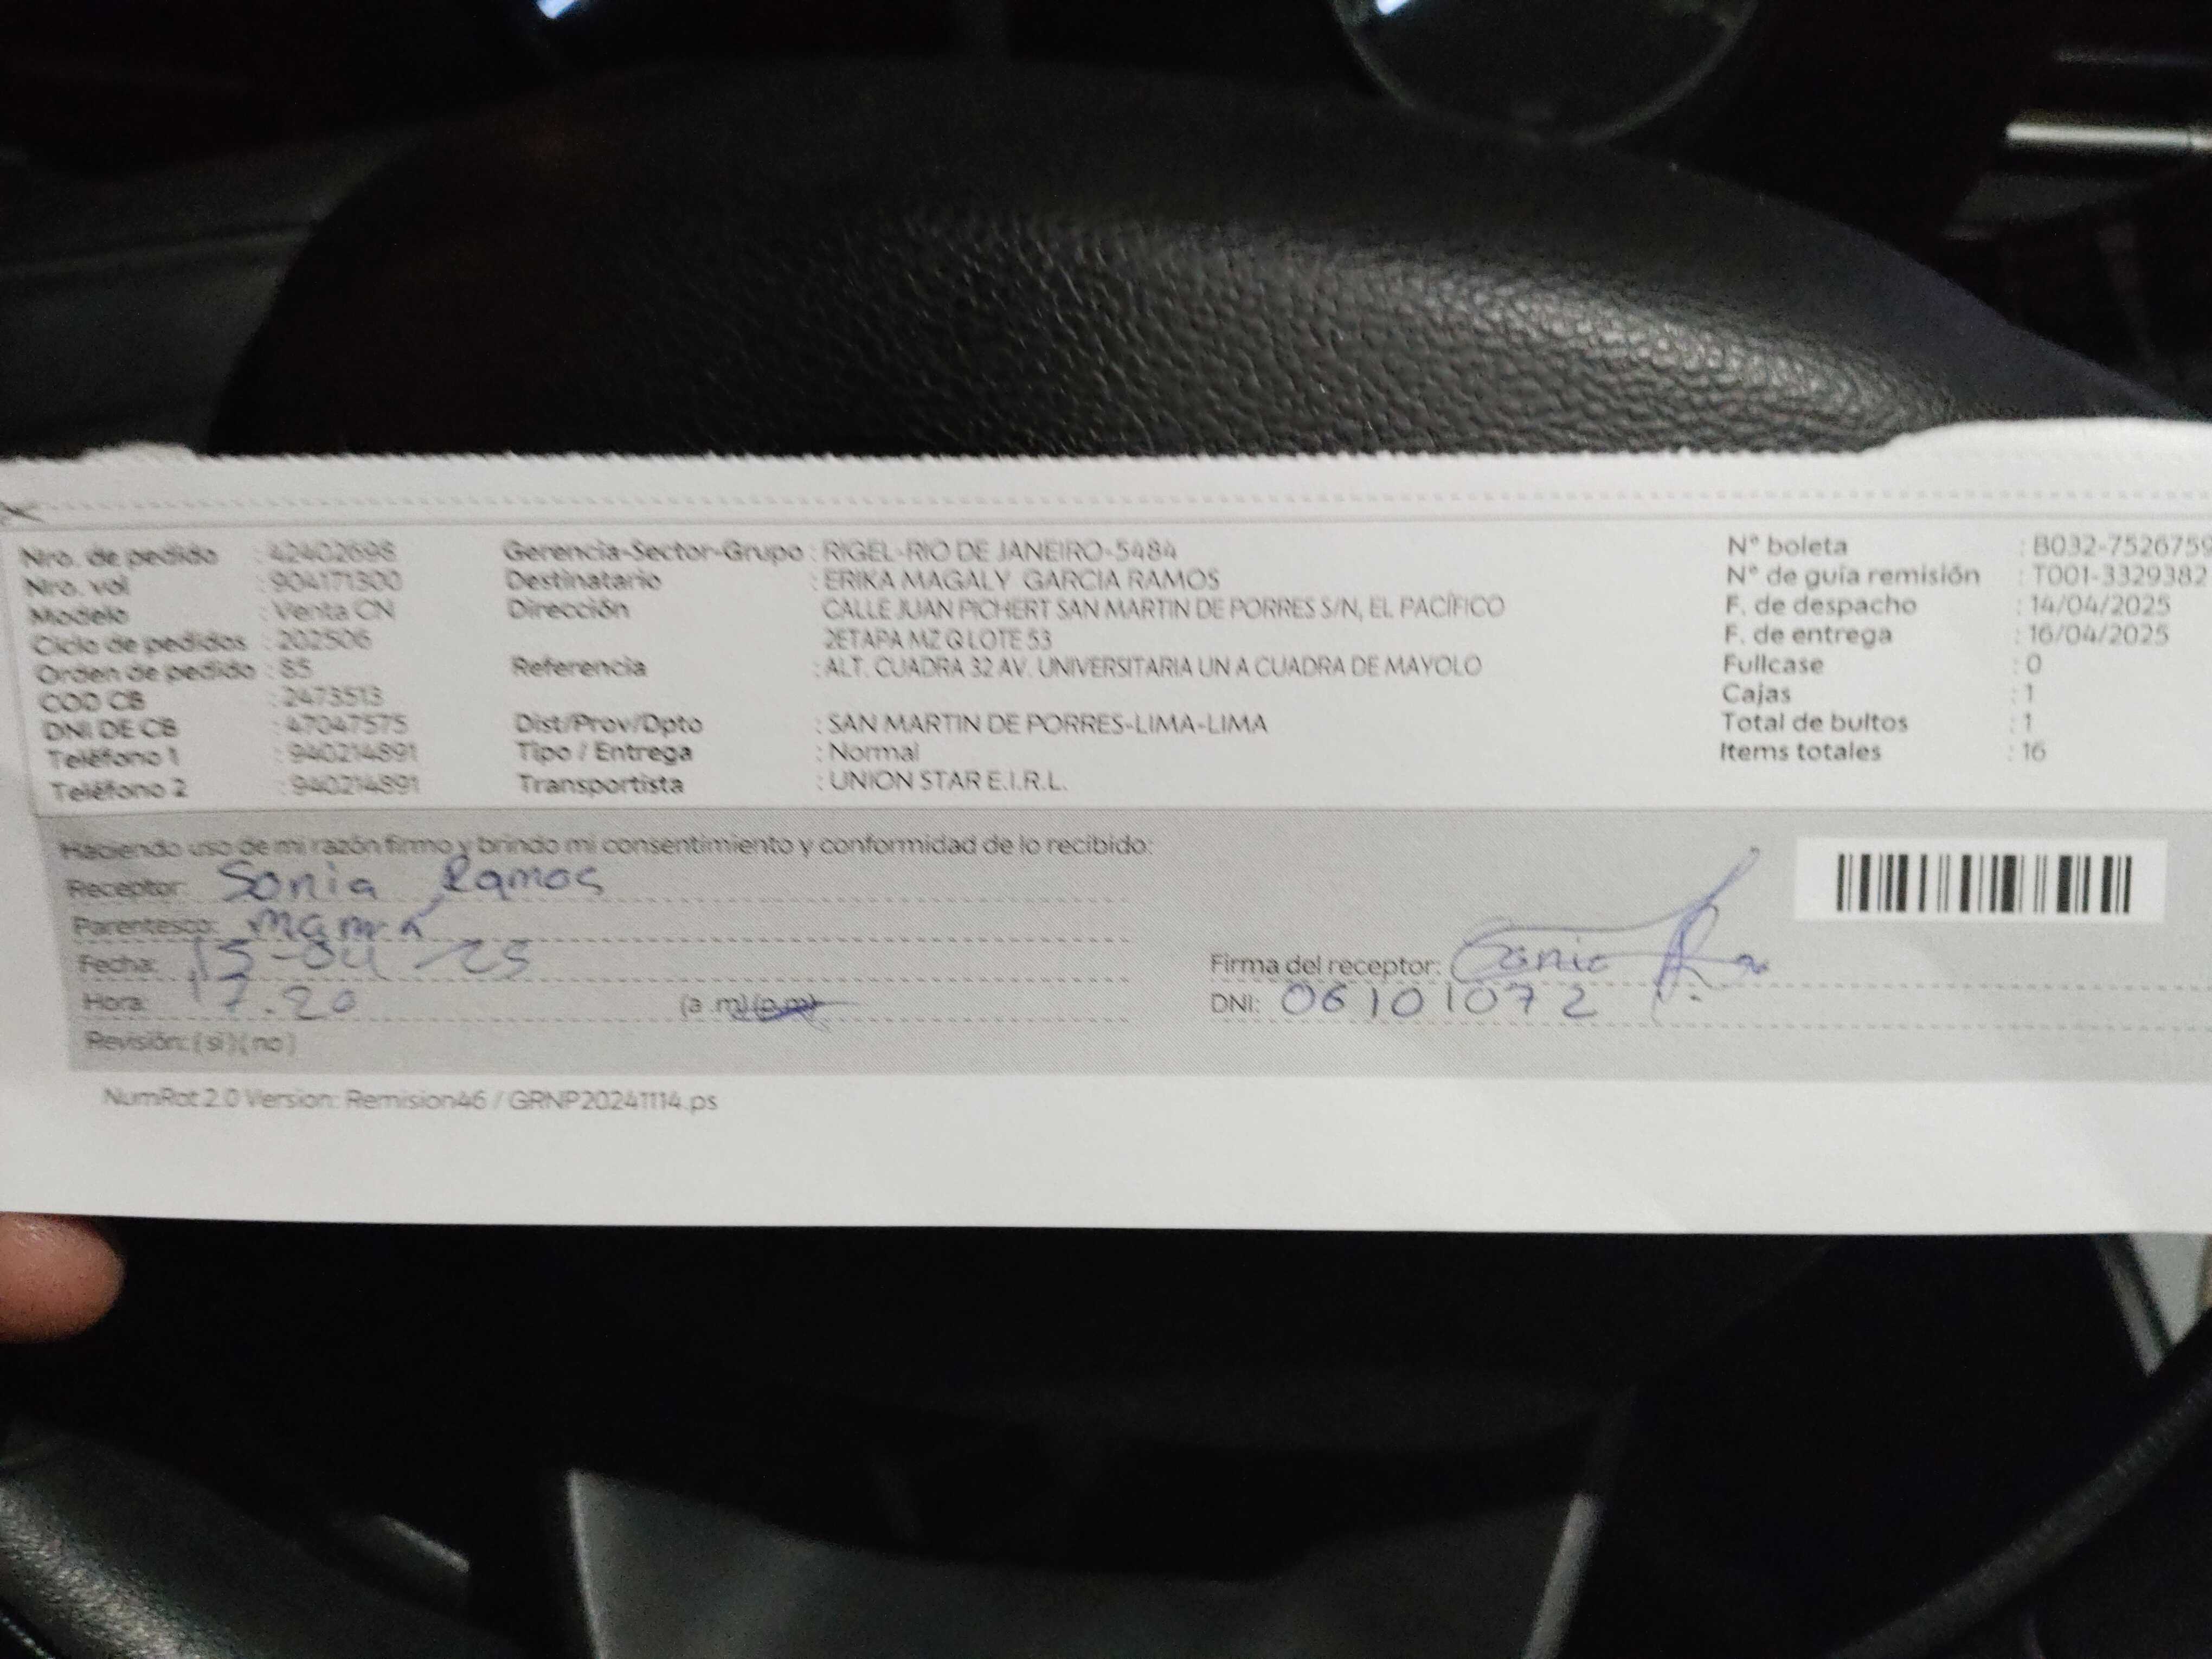 Nro. de pedido : 42402698
Nro. vol : 904171300
Modelo : Venta CN
Ciclo de pedidos : 202506
Orden de pedido : 85
COD CB : 2473513
DNI DE CB : 47047575
Teléfono 1 : 940214891
Teléfono 2 : 940214891
Gerencia-Sector-Grupo : RIGEL-RIO DE JANEIRO-5484
Destinatario : ERIKA MAGALY GARCIA RAMOS
Dirección CALLE JUAN PICHERT SAN MARTIN DE PORRES S/N, EL PACÍFICO
2ETAPA MZ Q LOTE 53
Referencia : ALT. CUADRA 32 AV. UNIVERSITARIA UN A CUADRA DE MAYOLO
Dist/Prov/Dpto : SAN MARTIN DE PORRES-LIMA-LIMA
Tipo / Entrega : Normal
Transportista : UNION STAR E.I.R.L.
N° boleta : B032-7526759
N° de guía remisión : T001-3329382
F. de despacho : 14/04/2025
F. de entrega : 16/04/2025
Fullcase : 0
Cajas : 1
Total de bultos : 1
Items totales : 16
Haciendo uso de mi razón firmo y brindo mi consentimiento y conformidad de lo recibido:
Receptor: Sonia Ramos
Parentesco: Mamá
Fecha: 15-04-25
Hora: 17.20 (a .m) (p.m)
Revisión: ( si ) ( no )
Firma del receptor: Sonia
DNI: 06101072
NumRot 2.0 Version: Remision46 / GRNP20241114.ps